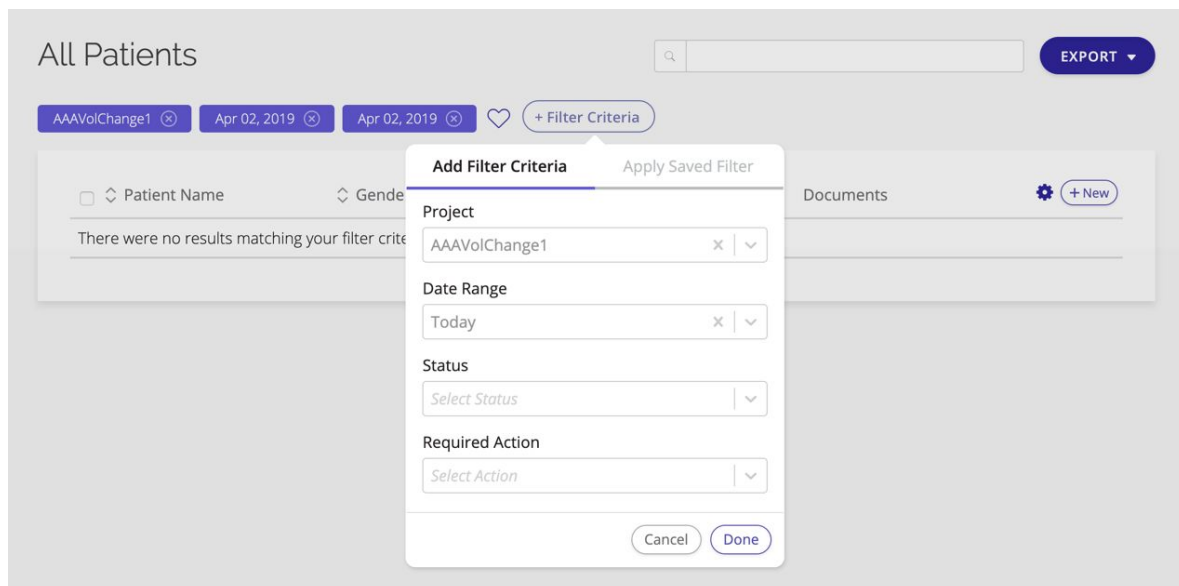 All Patients
EXPORT
AAAVolChange1 Apr 02, 2019 Apr 02, 2019 + Filter Criteria
Add Filter Criteria Apply Saved Filter
Patient Name Gende Documents + New
Project
There were no results matching your filter crite
AAAVolChange1
Date Range
Today
Status
Select Status
Required Action
Select Action
Cancel Done